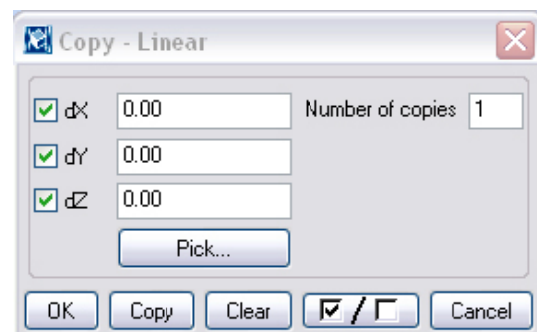 Copy - Linear
dX 0.00 Number of copies 1
dY 0.00
dZ 0.00
Pick...
OK Copy Clear / Cancel